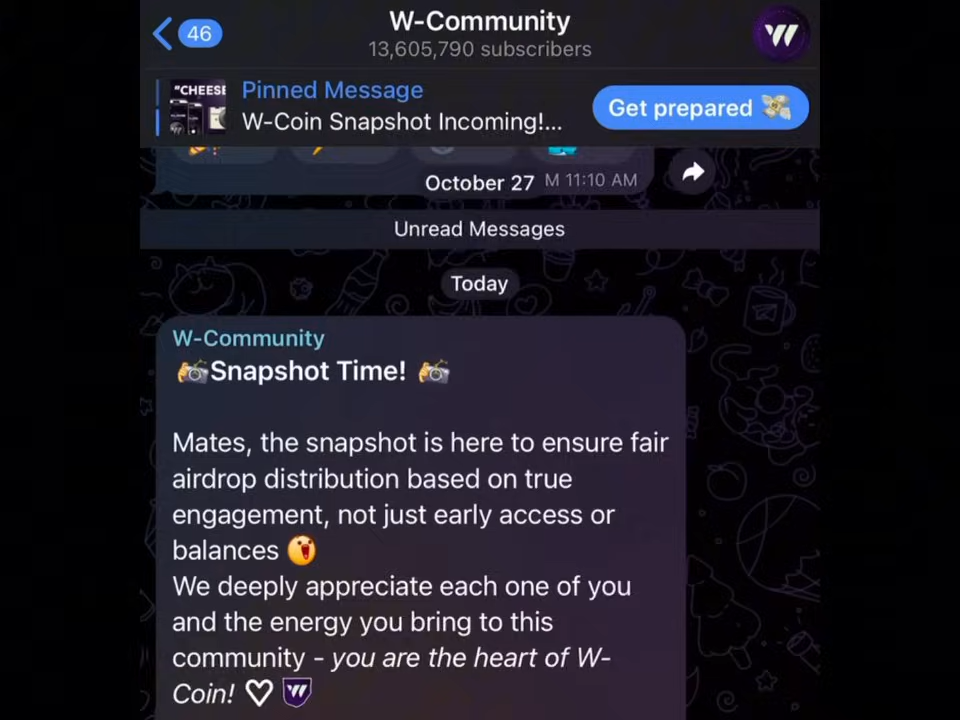 46
W-Community
13,605,790 subscribers
"CHEESE
Pinned Message
W-Coin Snapshot Incoming!...
Get prepared 💸
October 27
M 11:10 AM
Unread Messages
Today
W-Community
📸Snapshot Time! 📸
Mates, the snapshot is here to ensure fair
airdrop distribution based on true
engagement, not just early access or
balances
We deeply appreciate each one of you
and the energy you bring to this
community - you are the heart of W-
Coin! ♡